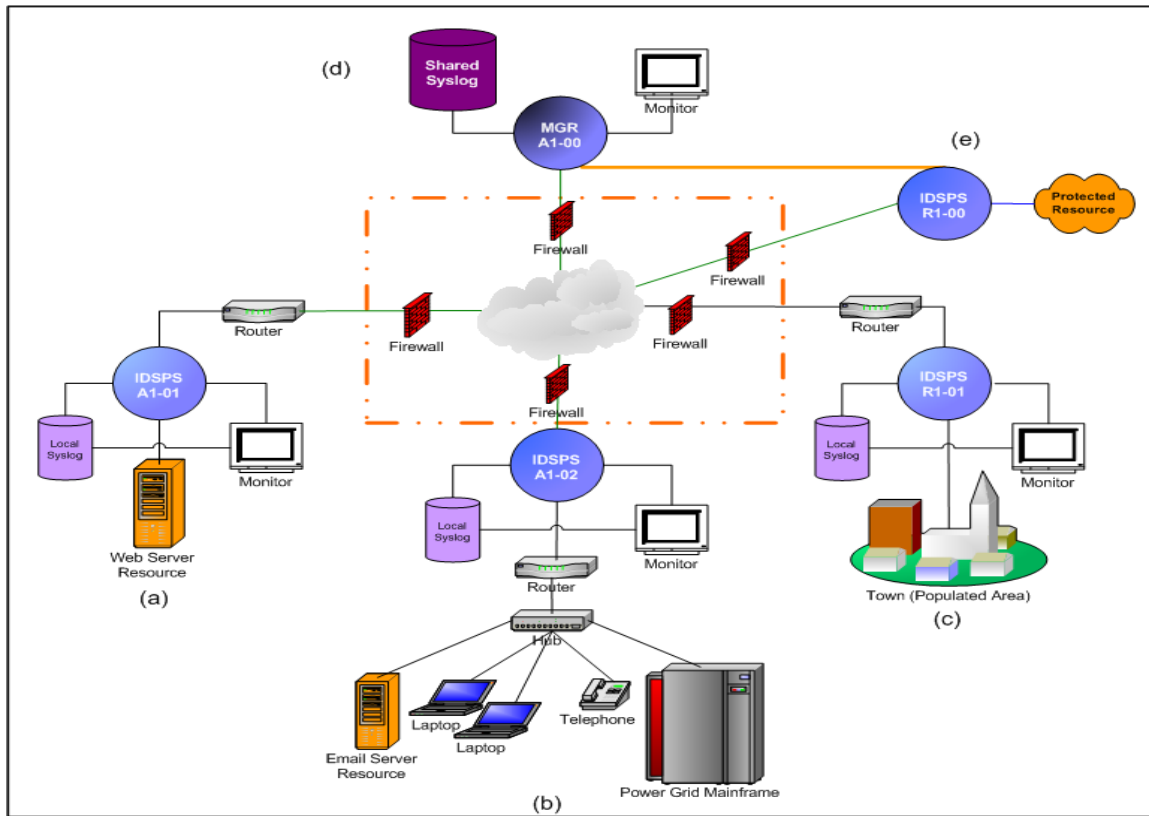 (d)
Shared
Syslog
Monitor
MGR
A1-00
(e)
IDSPS
R1-00
Protected
Resource
Firewall
Firewall
Router
Firewall
Firewall
Router
IDSPS
A1-01
Firewall
IDSPS
R1-01
Local
Syslog
Monitor
IDSPS
A1-02
Local
Syslog
Monitor
Web Server
Resource
(a)
Local
Syslog
Monitor
Router
Town (Populated Area)
(c)
Hub
Laptop
Laptop
Telephone
Email Server
Resource
Power Grid Mainframe
(b)